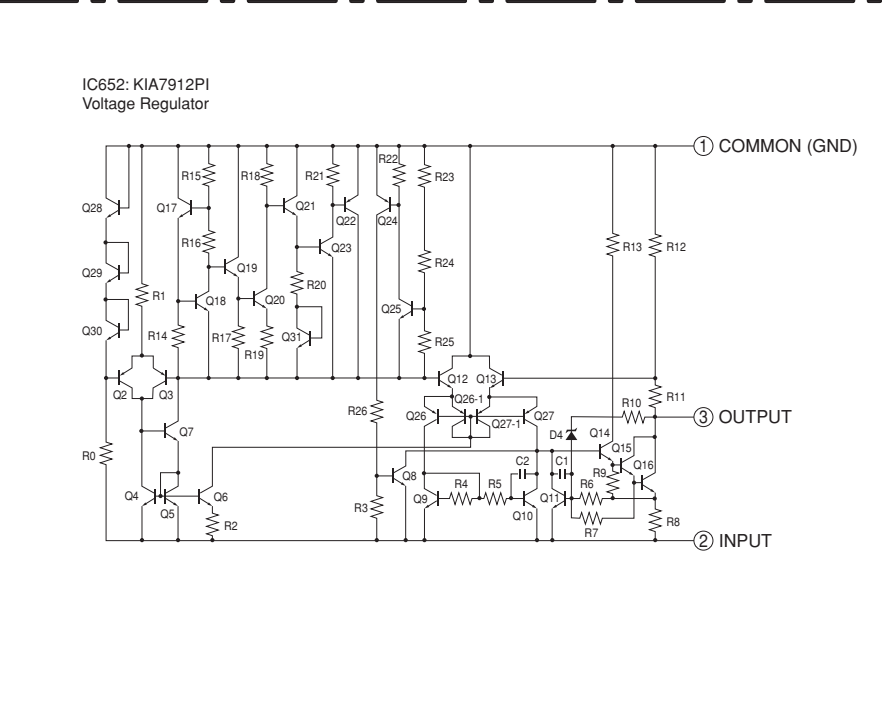 IC652: KIA7912PI
Voltage Regulator
1 COMMON (GND)
R15 R18 R21 R22 R23
Q28 Q17 Q21 Q22 Q24
R16 Q23 R13 R12
Q29 Q19 R24
R1 Q18 Q20 R20 Q25
Q30 R14 R17 R19 Q31 R25
Q2 Q3 Q12 Q13
R11
Q26-1 R10
R26 Q26 Q27-1 Q27 3 OUTPUT
Q7 D4 Q14
R0 Q15
C2 C1 Q16
Q8 R9
Q4 Q6 Q9 R4 R5 Q11 R6
Q5 R3 Q10
R2 R7 R8
2 INPUT